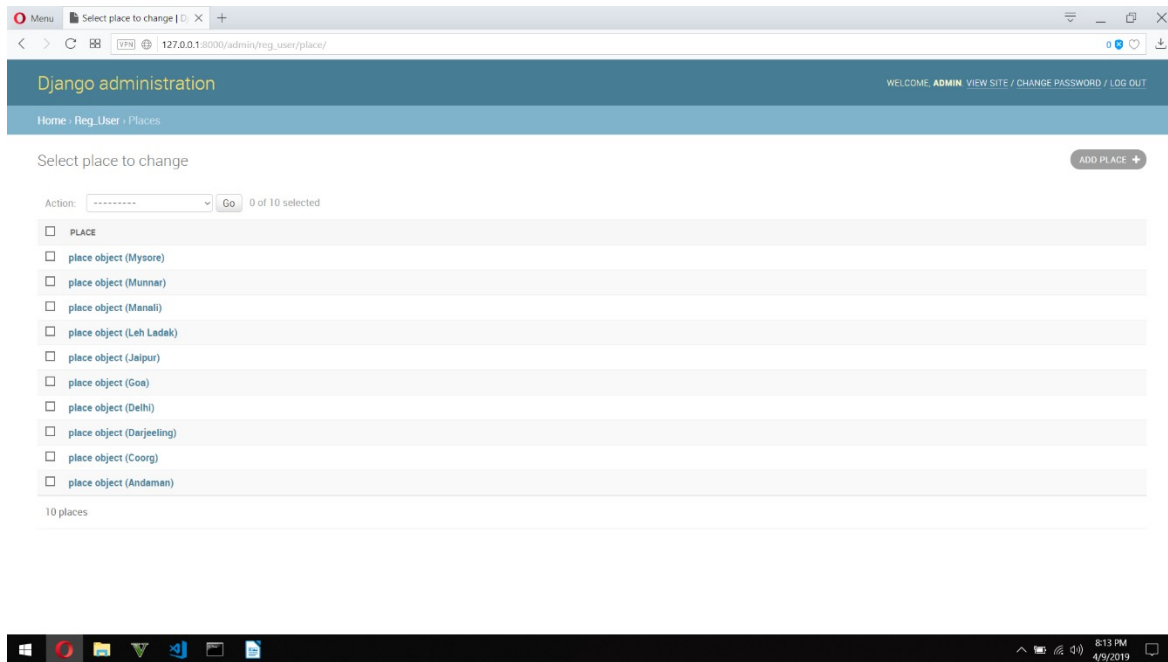 Menu Select place to change | D
VPN 127.0.0.1:8000/admin/reg_user/place/ 0
Django administration WELCOME, ADMIN. VIEW SITE / CHANGE PASSWORD / LOG OUT
Home › Reg_User › Places
Select place to change ADD PLACE +
Action: --------- Go 0 of 10 selected
PLACE
place object (Mysore)
place object (Munnar)
place object (Manali)
place object (Leh Ladak)
place object (Jaipur)
place object (Goa)
place object (Delhi)
place object (Darjeeling)
place object (Coorg)
place object (Andaman)
10 places
8:13 PM
4/9/2019